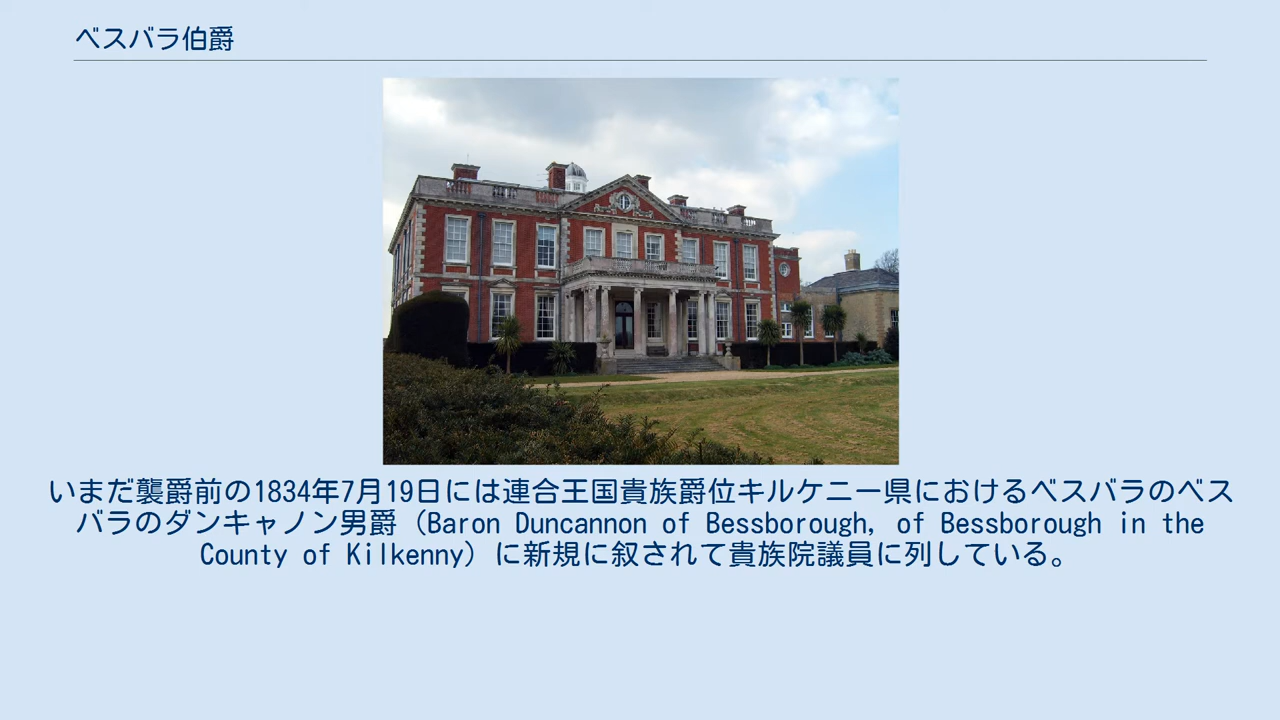 ベスバラ伯爵
いまだ襲爵前の1834年7月19日には連合王国貴族爵位キルケニー県におけるベスバラのベス
バラのダンキャノン男爵（Baron Duncannon of Bessborough, of Bessborough in the
County of Kilkenny）に新規に叙されて貴族院議員に列している。